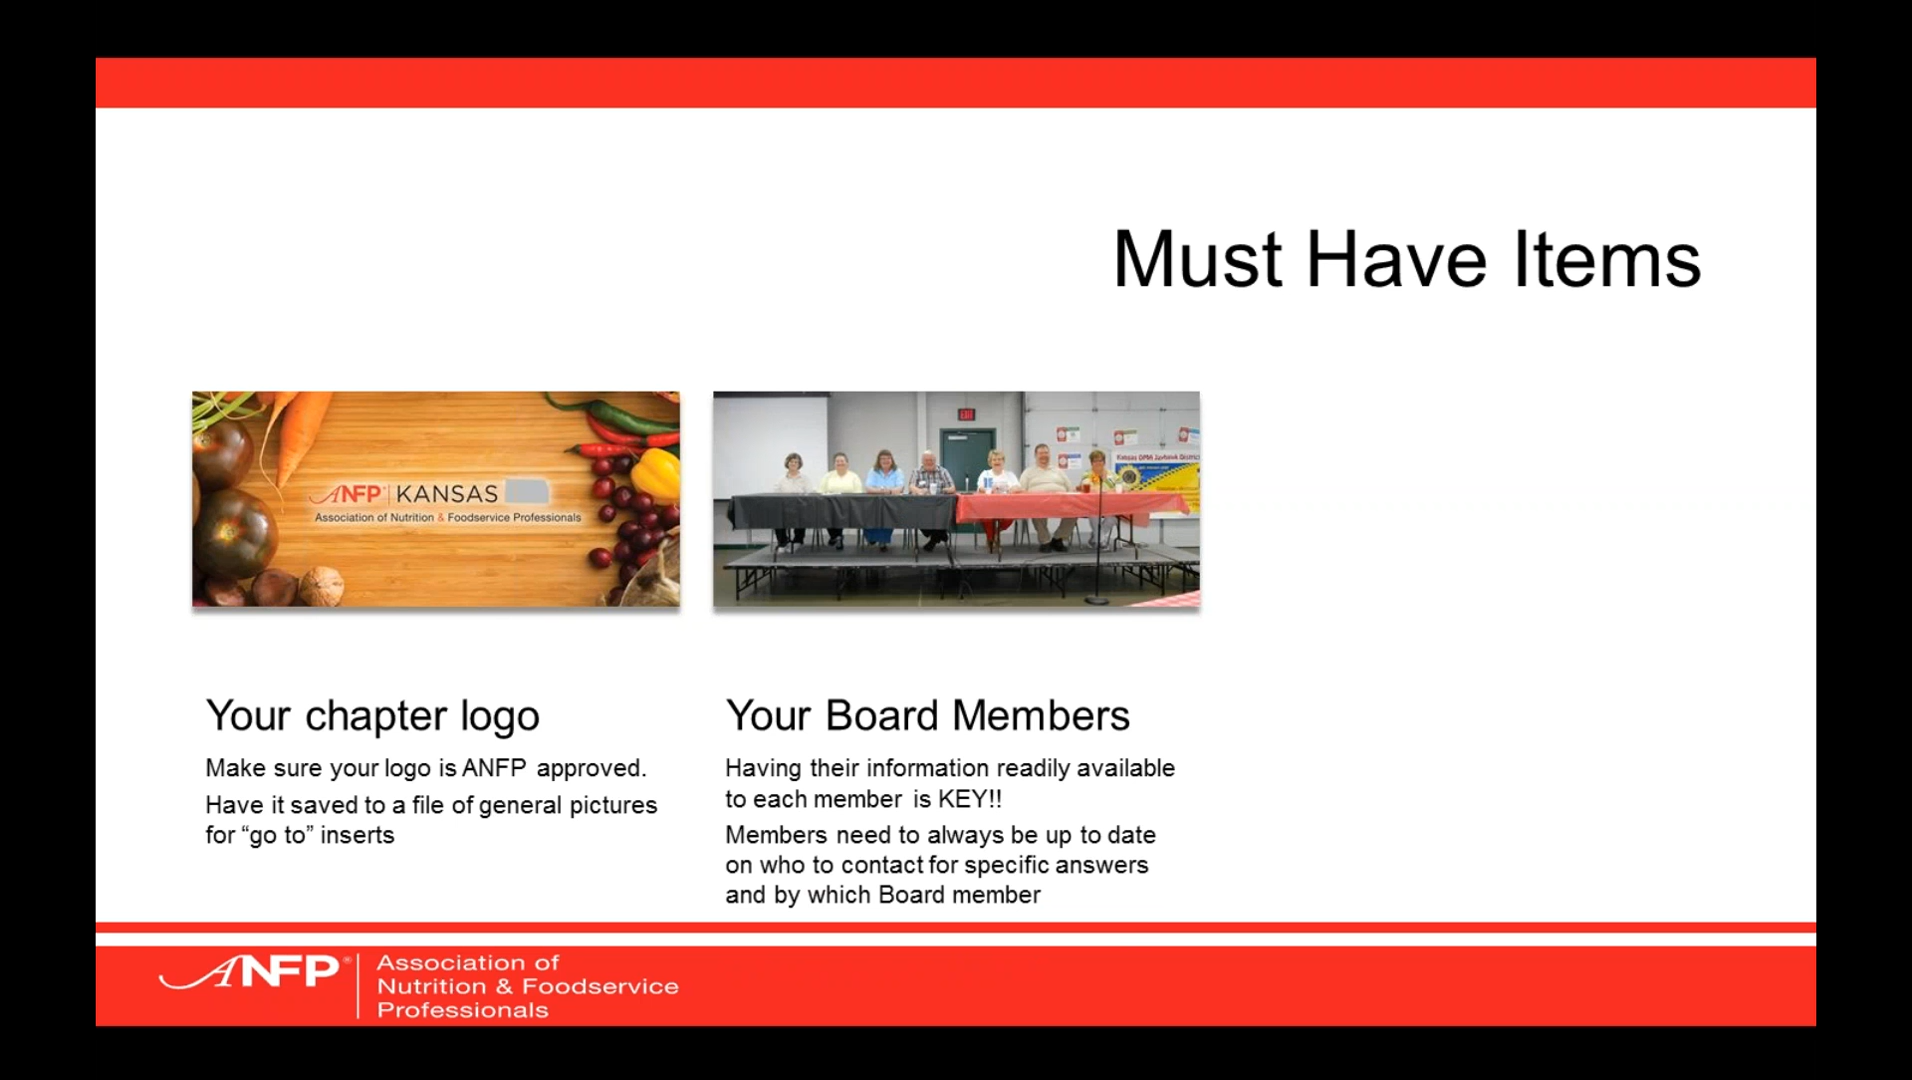 Must Have Items
ANFP® KANSAS
Association of Nutrition & Foodservice Professionals
EXIT
Your chapter logo
Make sure your logo is ANFP approved.
Have it saved to a file of general pictures
for “go to” inserts
Your Board Members
Having their information readily available
to each member is KEY!!
Members need to always be up to date
on who to contact for specific answers
and by which Board member
ANFP®
Association of
Nutrition & Foodservice
Professionals